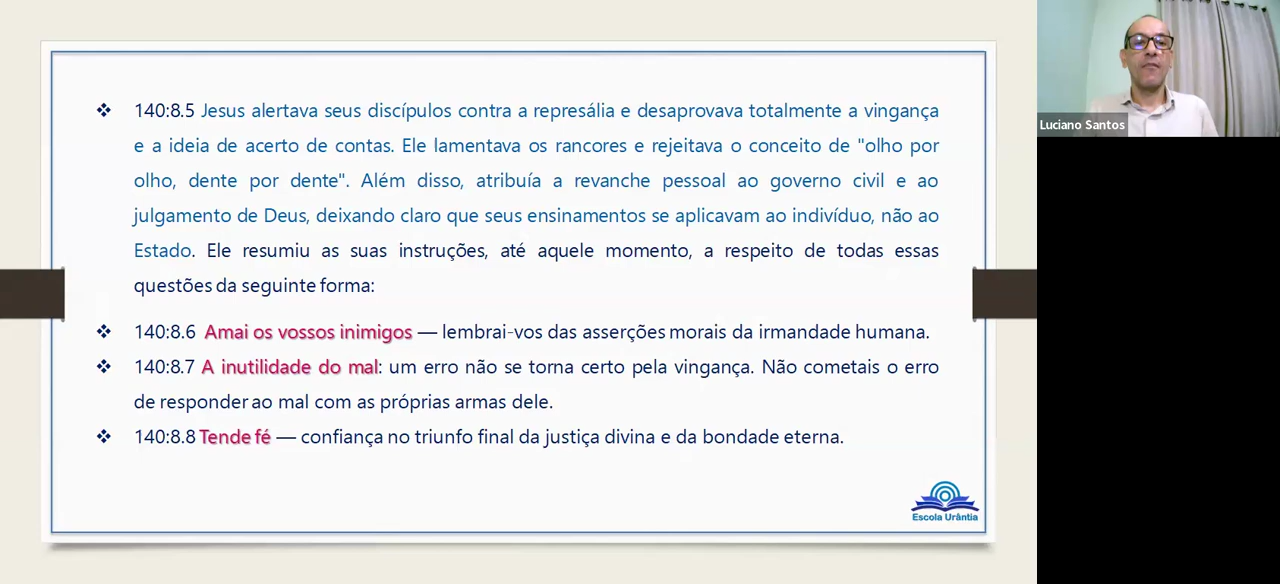 140:8.5 Jesus alertava seus discípulos contra a represália e desaprovava totalmente a vingança
e a ideia de acerto de contas. Ele lamentava os rancores e rejeitava o conceito de "olho por
olho, dente por dente". Além disso, atribuía a revanche pessoal ao governo civil e ao
julgamento de Deus, deixando claro que seus ensinamentos se aplicavam ao indivíduo, não ao
Estado. Ele resumiu as suas instruções, até aquele momento, a respeito de todas essas
questões da seguinte forma:
140:8.6 Amai os vossos inimigos — lembrai-vos das asserções morais da irmandade humana.
140:8.7 A inutilidade do mal: um erro não se torna certo pela vingança. Não cometais o erro
de responder ao mal com as próprias armas dele.
140:8.8 Tende fé — confiança no triunfo final da justiça divina e da bondade eterna.
Escola Urântia
Luciano Santos